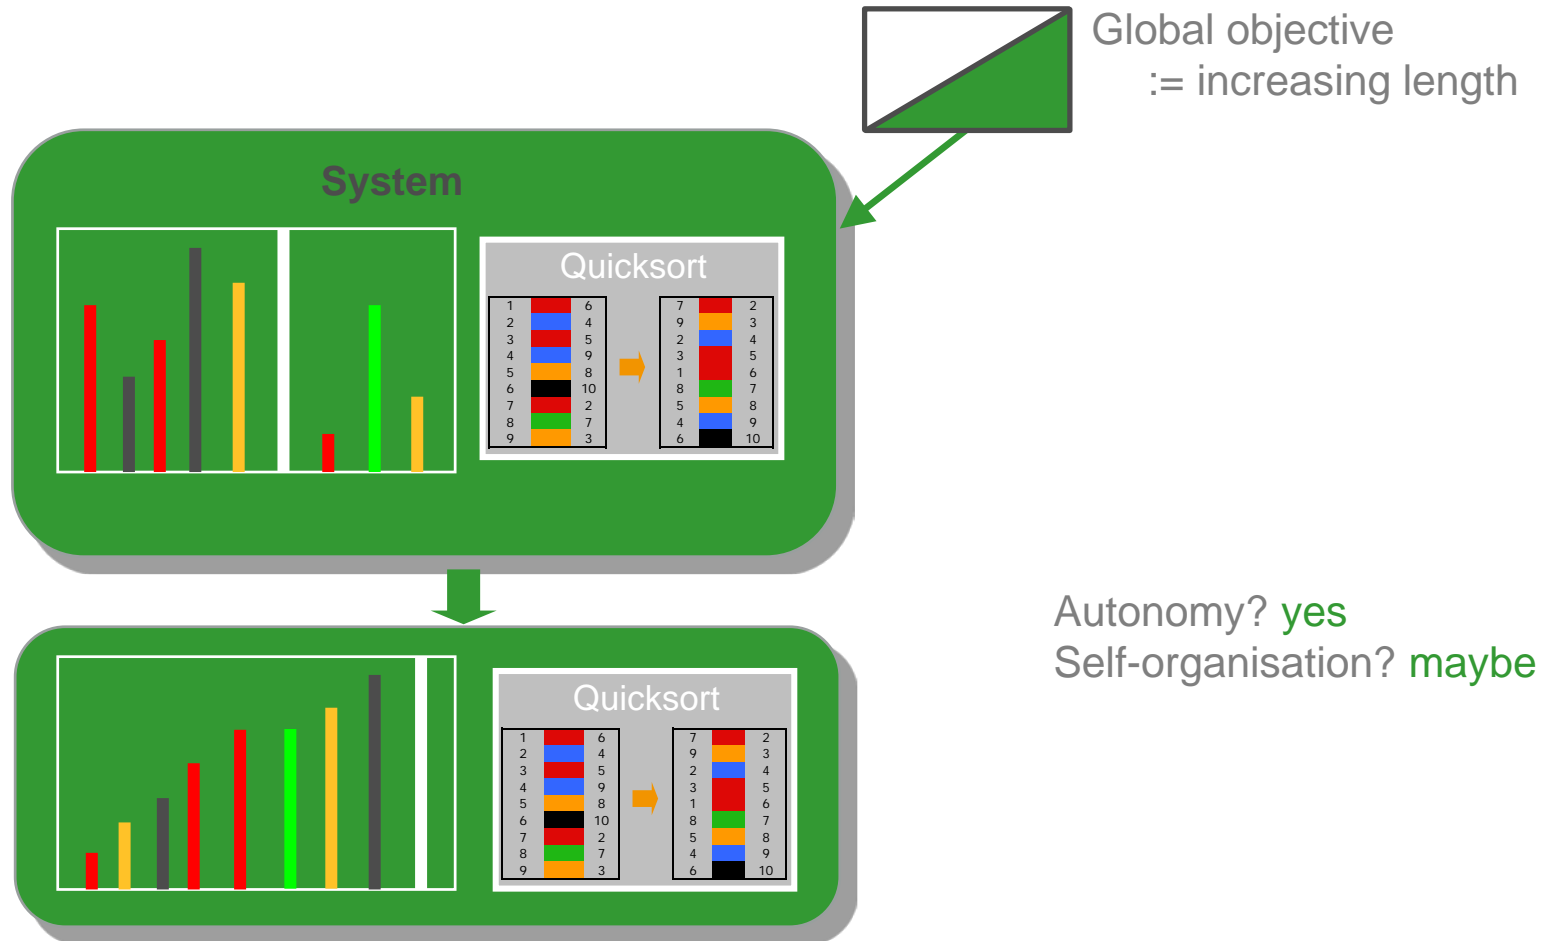 Global objective
:= increasing length
System
Quicksort
1 6 7 2
2 4 9 3
3 5 2 4
4 9 3 5
5 8 1 6
6 10 8 7
7 2 5 8
8 7 4 9
9 3 6 10
Autonomy? yes
Self-organisation? maybe
Quicksort
1 6 7 2
2 4 9 3
3 5 2 4
4 9 3 5
5 8 1 6
6 10 8 7
7 2 5 8
8 7 4 9
9 3 6 10